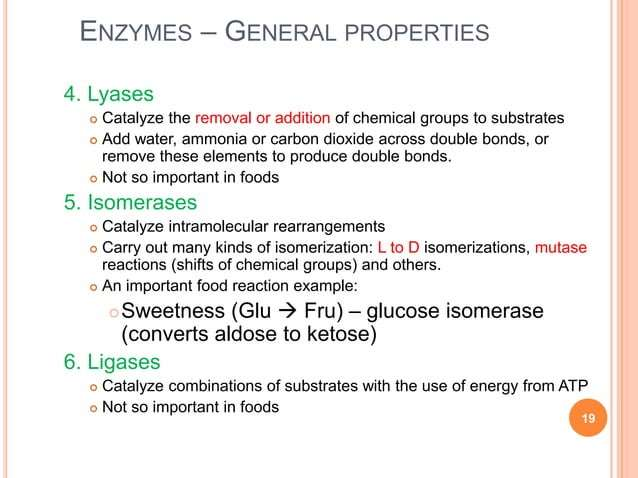 ENZYMES – GENERAL PROPERTIES
4. Lyases
Catalyze the removal or addition of chemical groups to substrates
Add water, ammonia or carbon dioxide across double bonds, or
remove these elements to produce double bonds.
Not so important in foods
5. Isomerases
Catalyze intramolecular rearrangements
Carry out many kinds of isomerization: L to D isomerizations, mutase
reactions (shifts of chemical groups) and others.
An important food reaction example:
Sweetness (Glu → Fru) – glucose isomerase
(converts aldose to ketose)
6. Ligases
Catalyze combinations of substrates with the use of energy from ATP
Not so important in foods
19